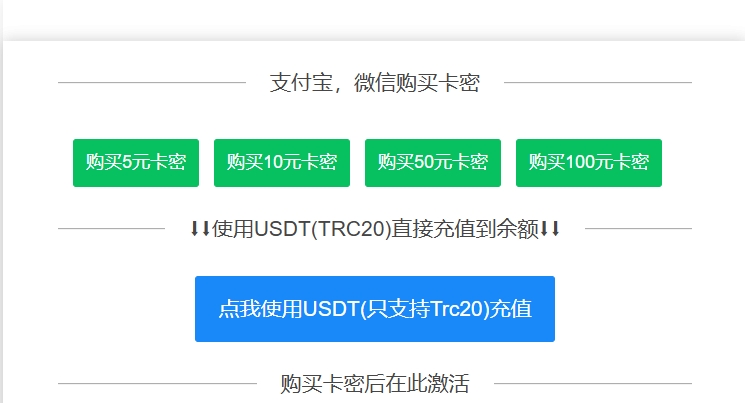 支付宝，微信购买卡密
购买5元卡密 购买10元卡密 购买50元卡密 购买100元卡密
⬇⬇使用USDT(TRC20)直接充值到余额⬇⬇
点我使用USDT(只支持Trc20)充值
购买卡密后在此激活